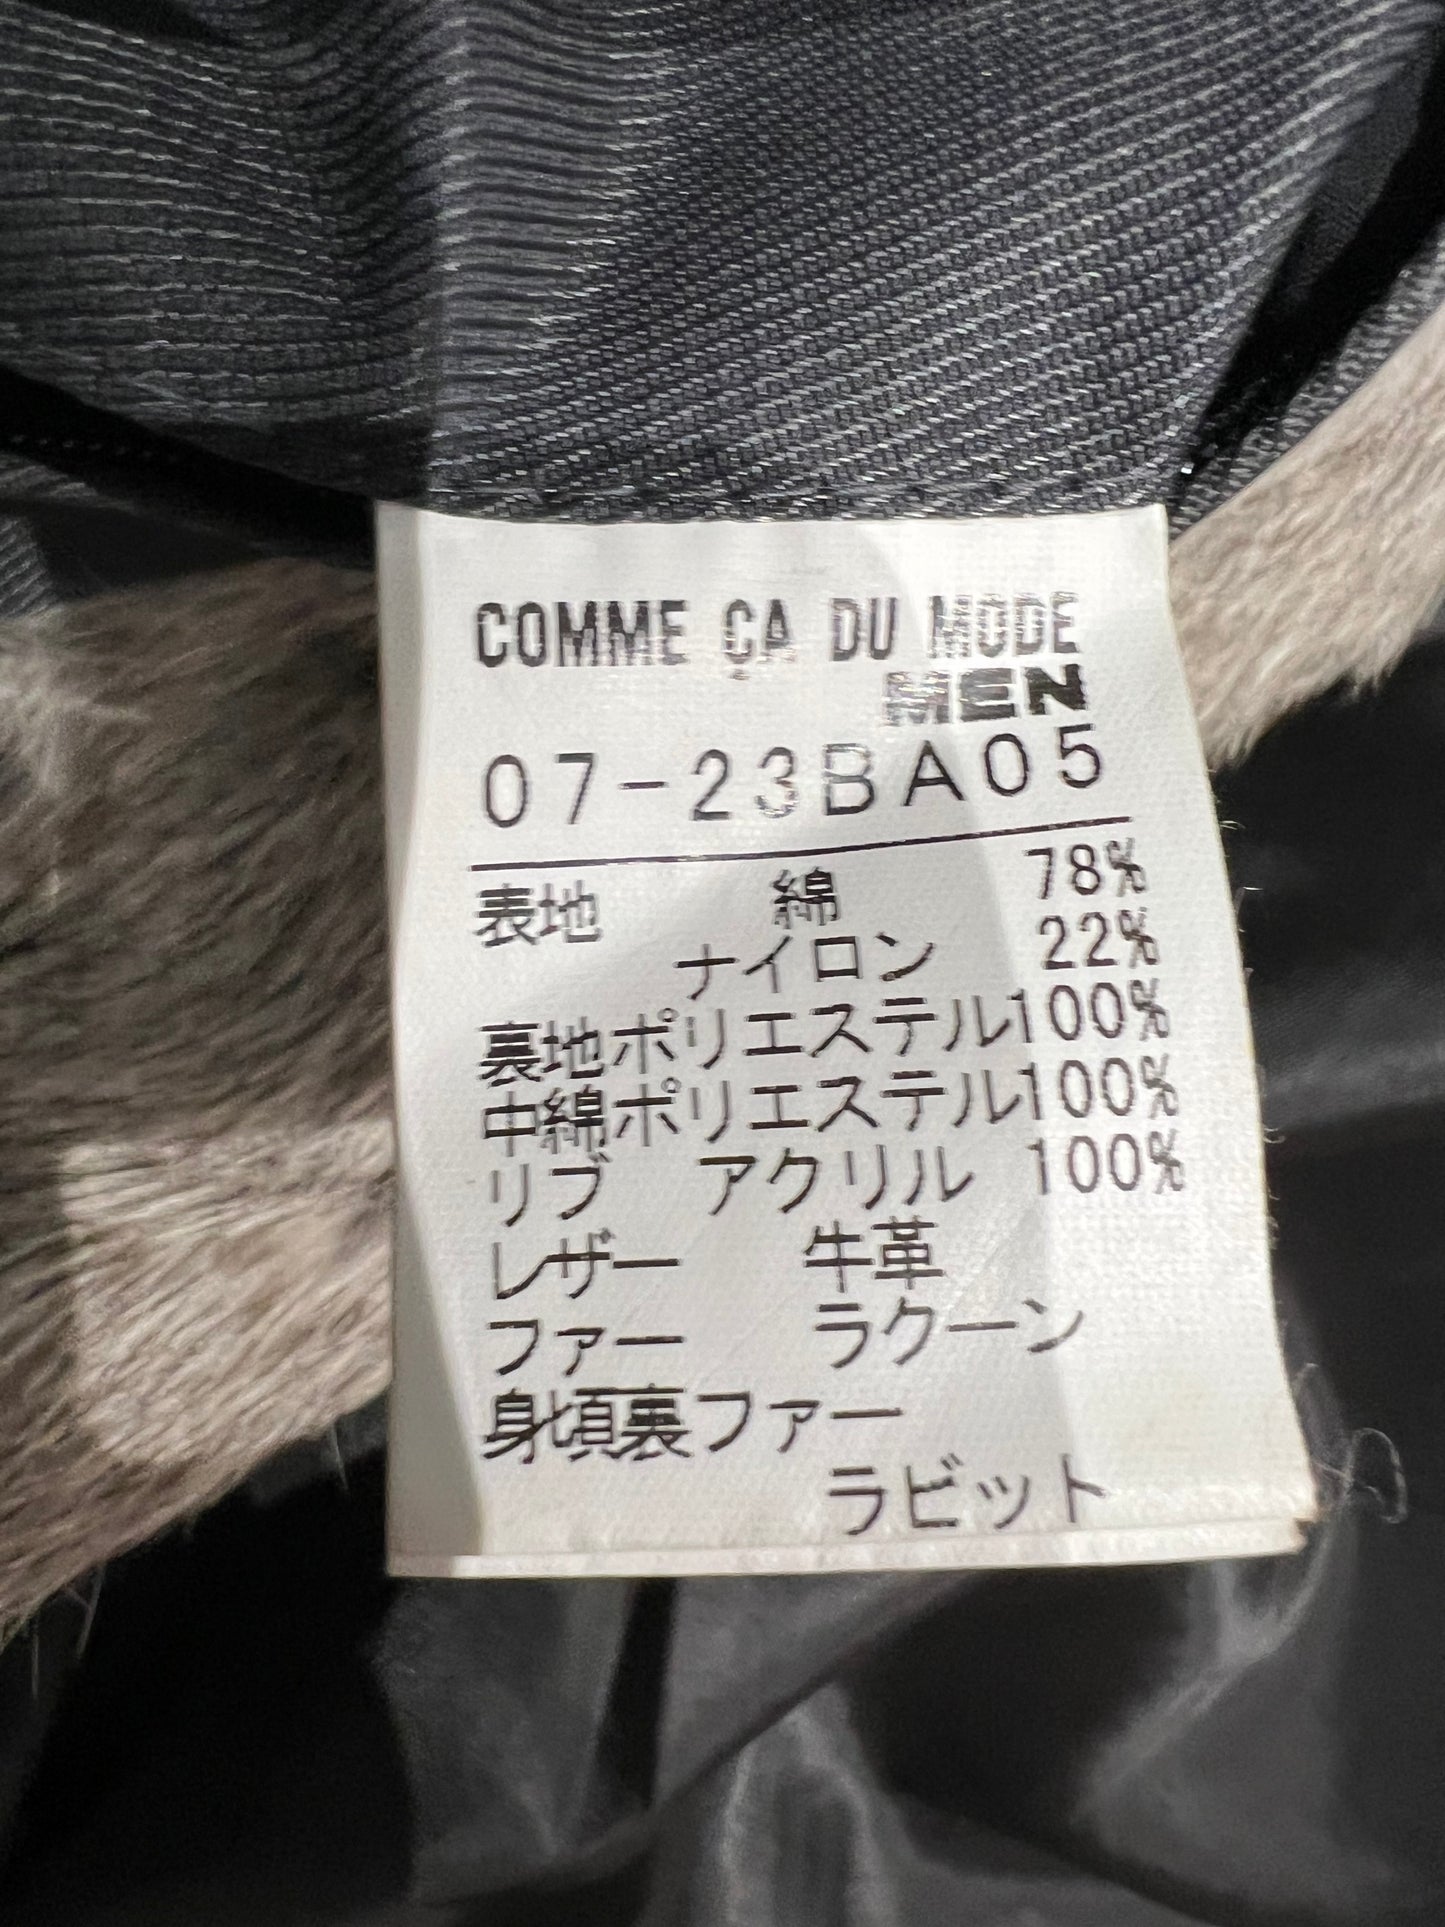 COMME ÇA DU MODE
MEN
07-23BA05
表地 綿 78%
ナイロン 22%
裏地ポリエステル100%
中綿ポリエステル100%
リブ アクリル 100%
レザー 牛革
ファー ラクーン
身頃裏ファー
ラビット